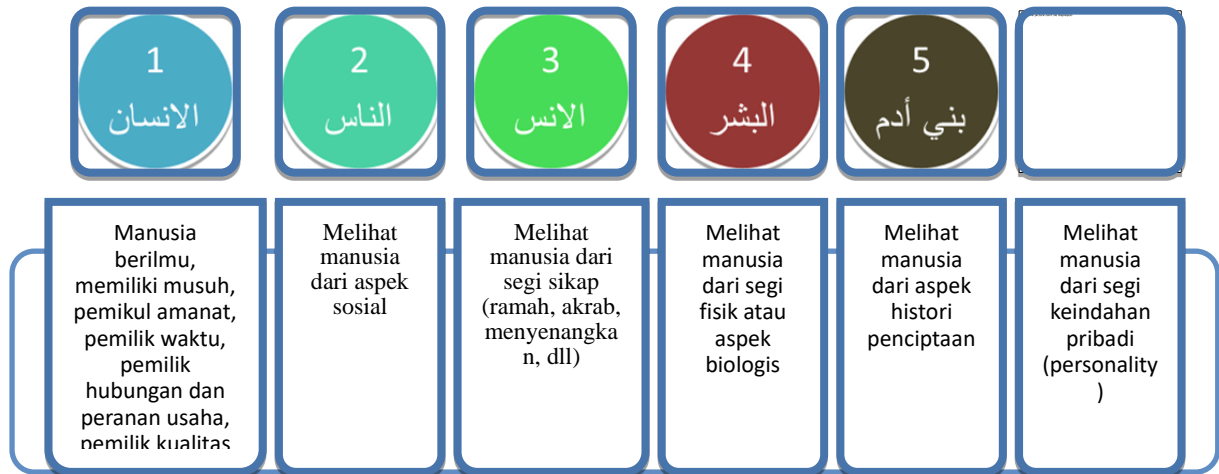 1
الانسان
2
الناس
3
الانس
4
البشر
5
بني أدم
Manusia
berilmu,
memiliki musuh,
pemikul amanat,
pemilik waktu,
pemilik
hubungan dan
peranan usaha,
pemilik kualitas
Melihat
manusia
dari aspek
sosial
Melihat
manusia dari
segi sikap
(ramah, akrab,
menyenangka
n, dll)
Melihat
manusia
dari segi
fisik atau
aspek
biologis
Melihat
manusia
dari aspek
histori
penciptaan
Melihat
manusia
dari segi
keindahan
pribadi
(personality
)